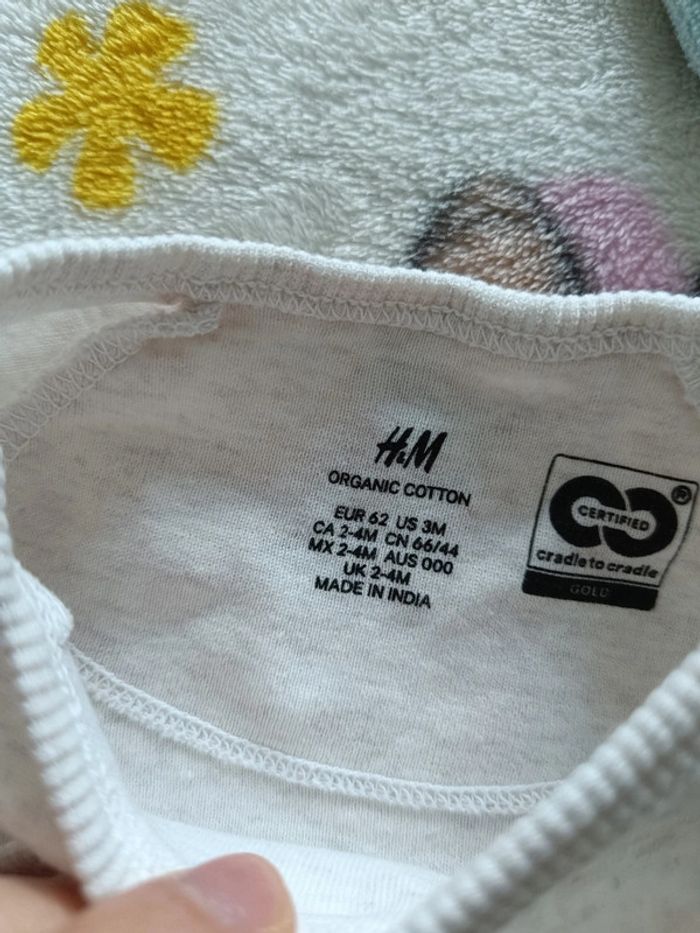 H&M
ORGANIC COTTON
EUR 62 US 3M
CA 2-4M CN 66/44
MX 2-4M AUS 000
UK 2-4M
MADE IN INDIA
®
CERTIFIED
cradle to cradle
GOLD